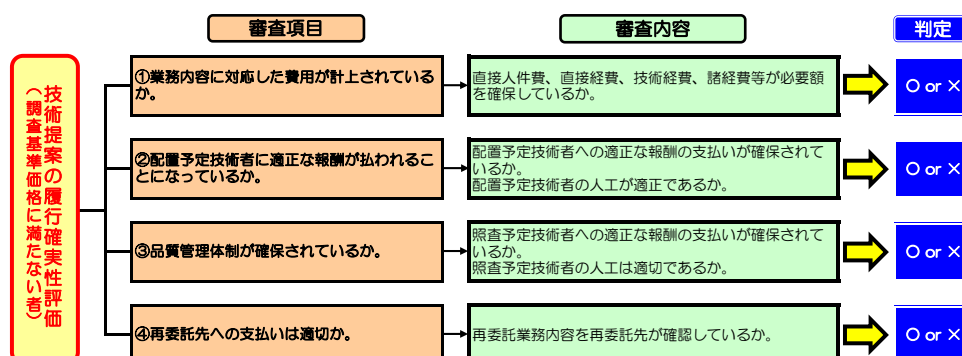 審査項目
審査内容
判定
技術提案の履行確実性評価
（調査基準価格に満たない者）
①業務内容に対応した費用が計上されている
か。
直接人件費、直接経費、技術経費、諸経費等が必要額
を確保しているか。
○ or ×
②配置予定技術者に適正な報酬が払われるこ
とになっているか。
配置予定技術者への適正な報酬の支払いが確保されて
いるか。
配置予定技術者の人工が適正であるか。
○ or ×
③品質管理体制が確保されているか。
照査予定技術者への適正な報酬の支払いが確保されて
いるか。
照査予定技術者の人工は適切であるか。
○ or ×
④再委託先への支払いは適切か。
再委託業務内容を再委託先が確認しているか。
○ or ×